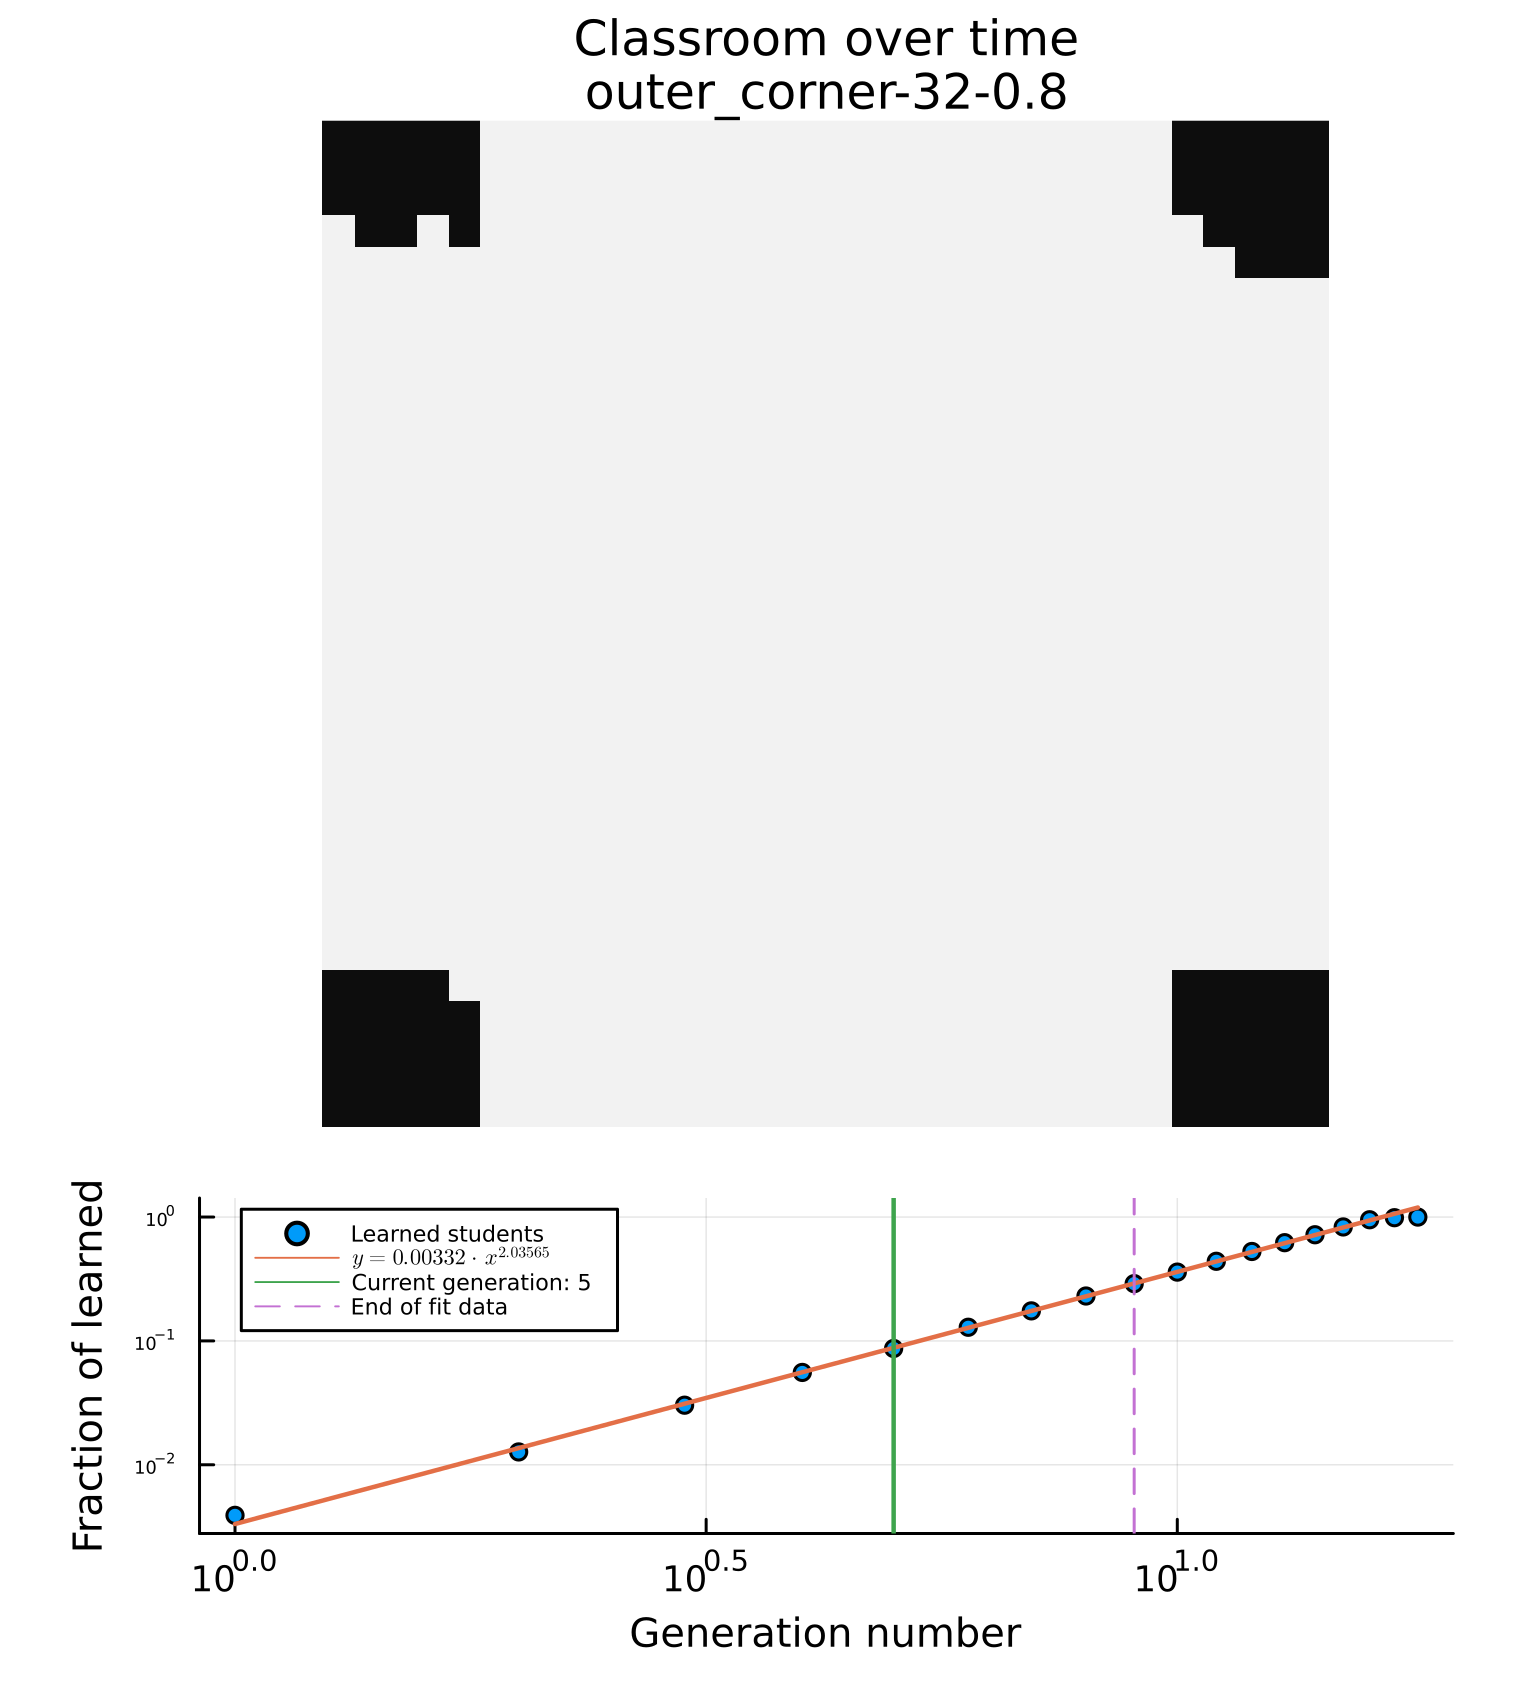 Classroom over time
outer_corner-32-0.8
Fraction of learned
10^0
10^−1
10^−2
Learned students
y = 0.00332 · x^2.03565
Current generation: 5
End of fit data
10^0.0
10^0.5
10^1.0
Generation number